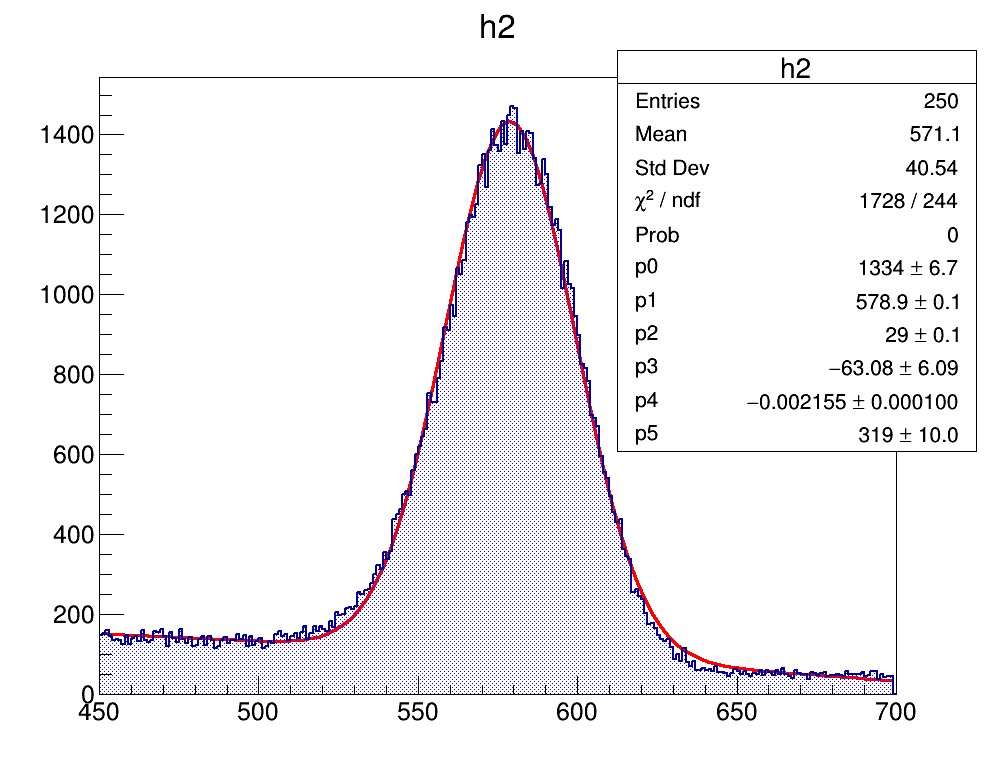 h2
h2
Entries 250
Mean 571.1
Std Dev 40.54
χ² / ndf 1728 / 244
Prob 0
p0 1334 ± 6.7
p1 578.9 ± 0.1
p2 29 ± 0.1
p3 −63.08 ± 6.09
p4 −0.002155 ± 0.000100
p5 319 ± 10.0
1400
1200
1000
800
600
400
200
0
450 500 550 600 650 700